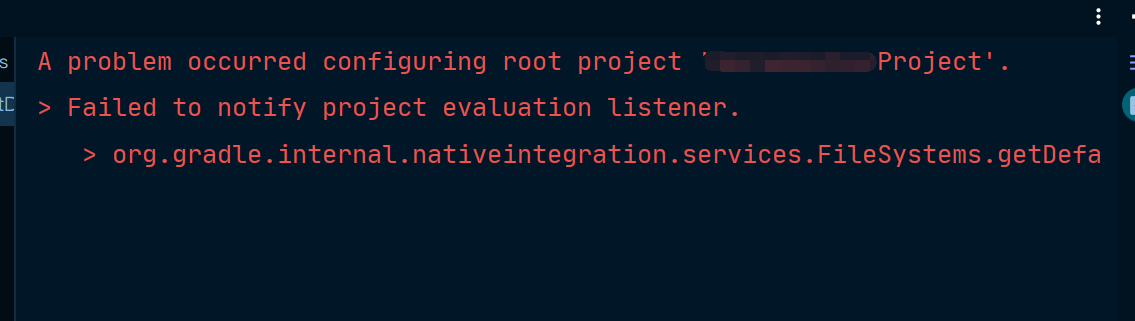 A problem occurred configuring root project ' Project'.
> Failed to notify project evaluation listener.
> org.gradle.internal.nativeintegration.services.FileSystems.getDefa
s
tD